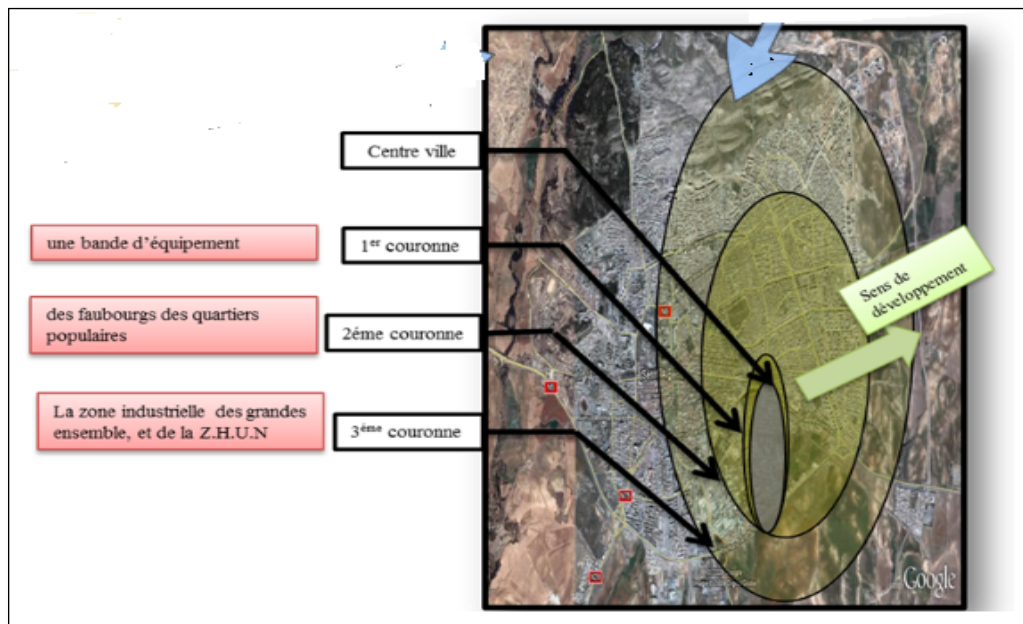 Centre ville
une bande d'équipement
1er couronne
des faubourgs des quartiers
populaires
2éme couronne
La zone industrielle des grandes
ensemble, et de la Z.H.U.N
3éme couronne
Sens de
développement
Google